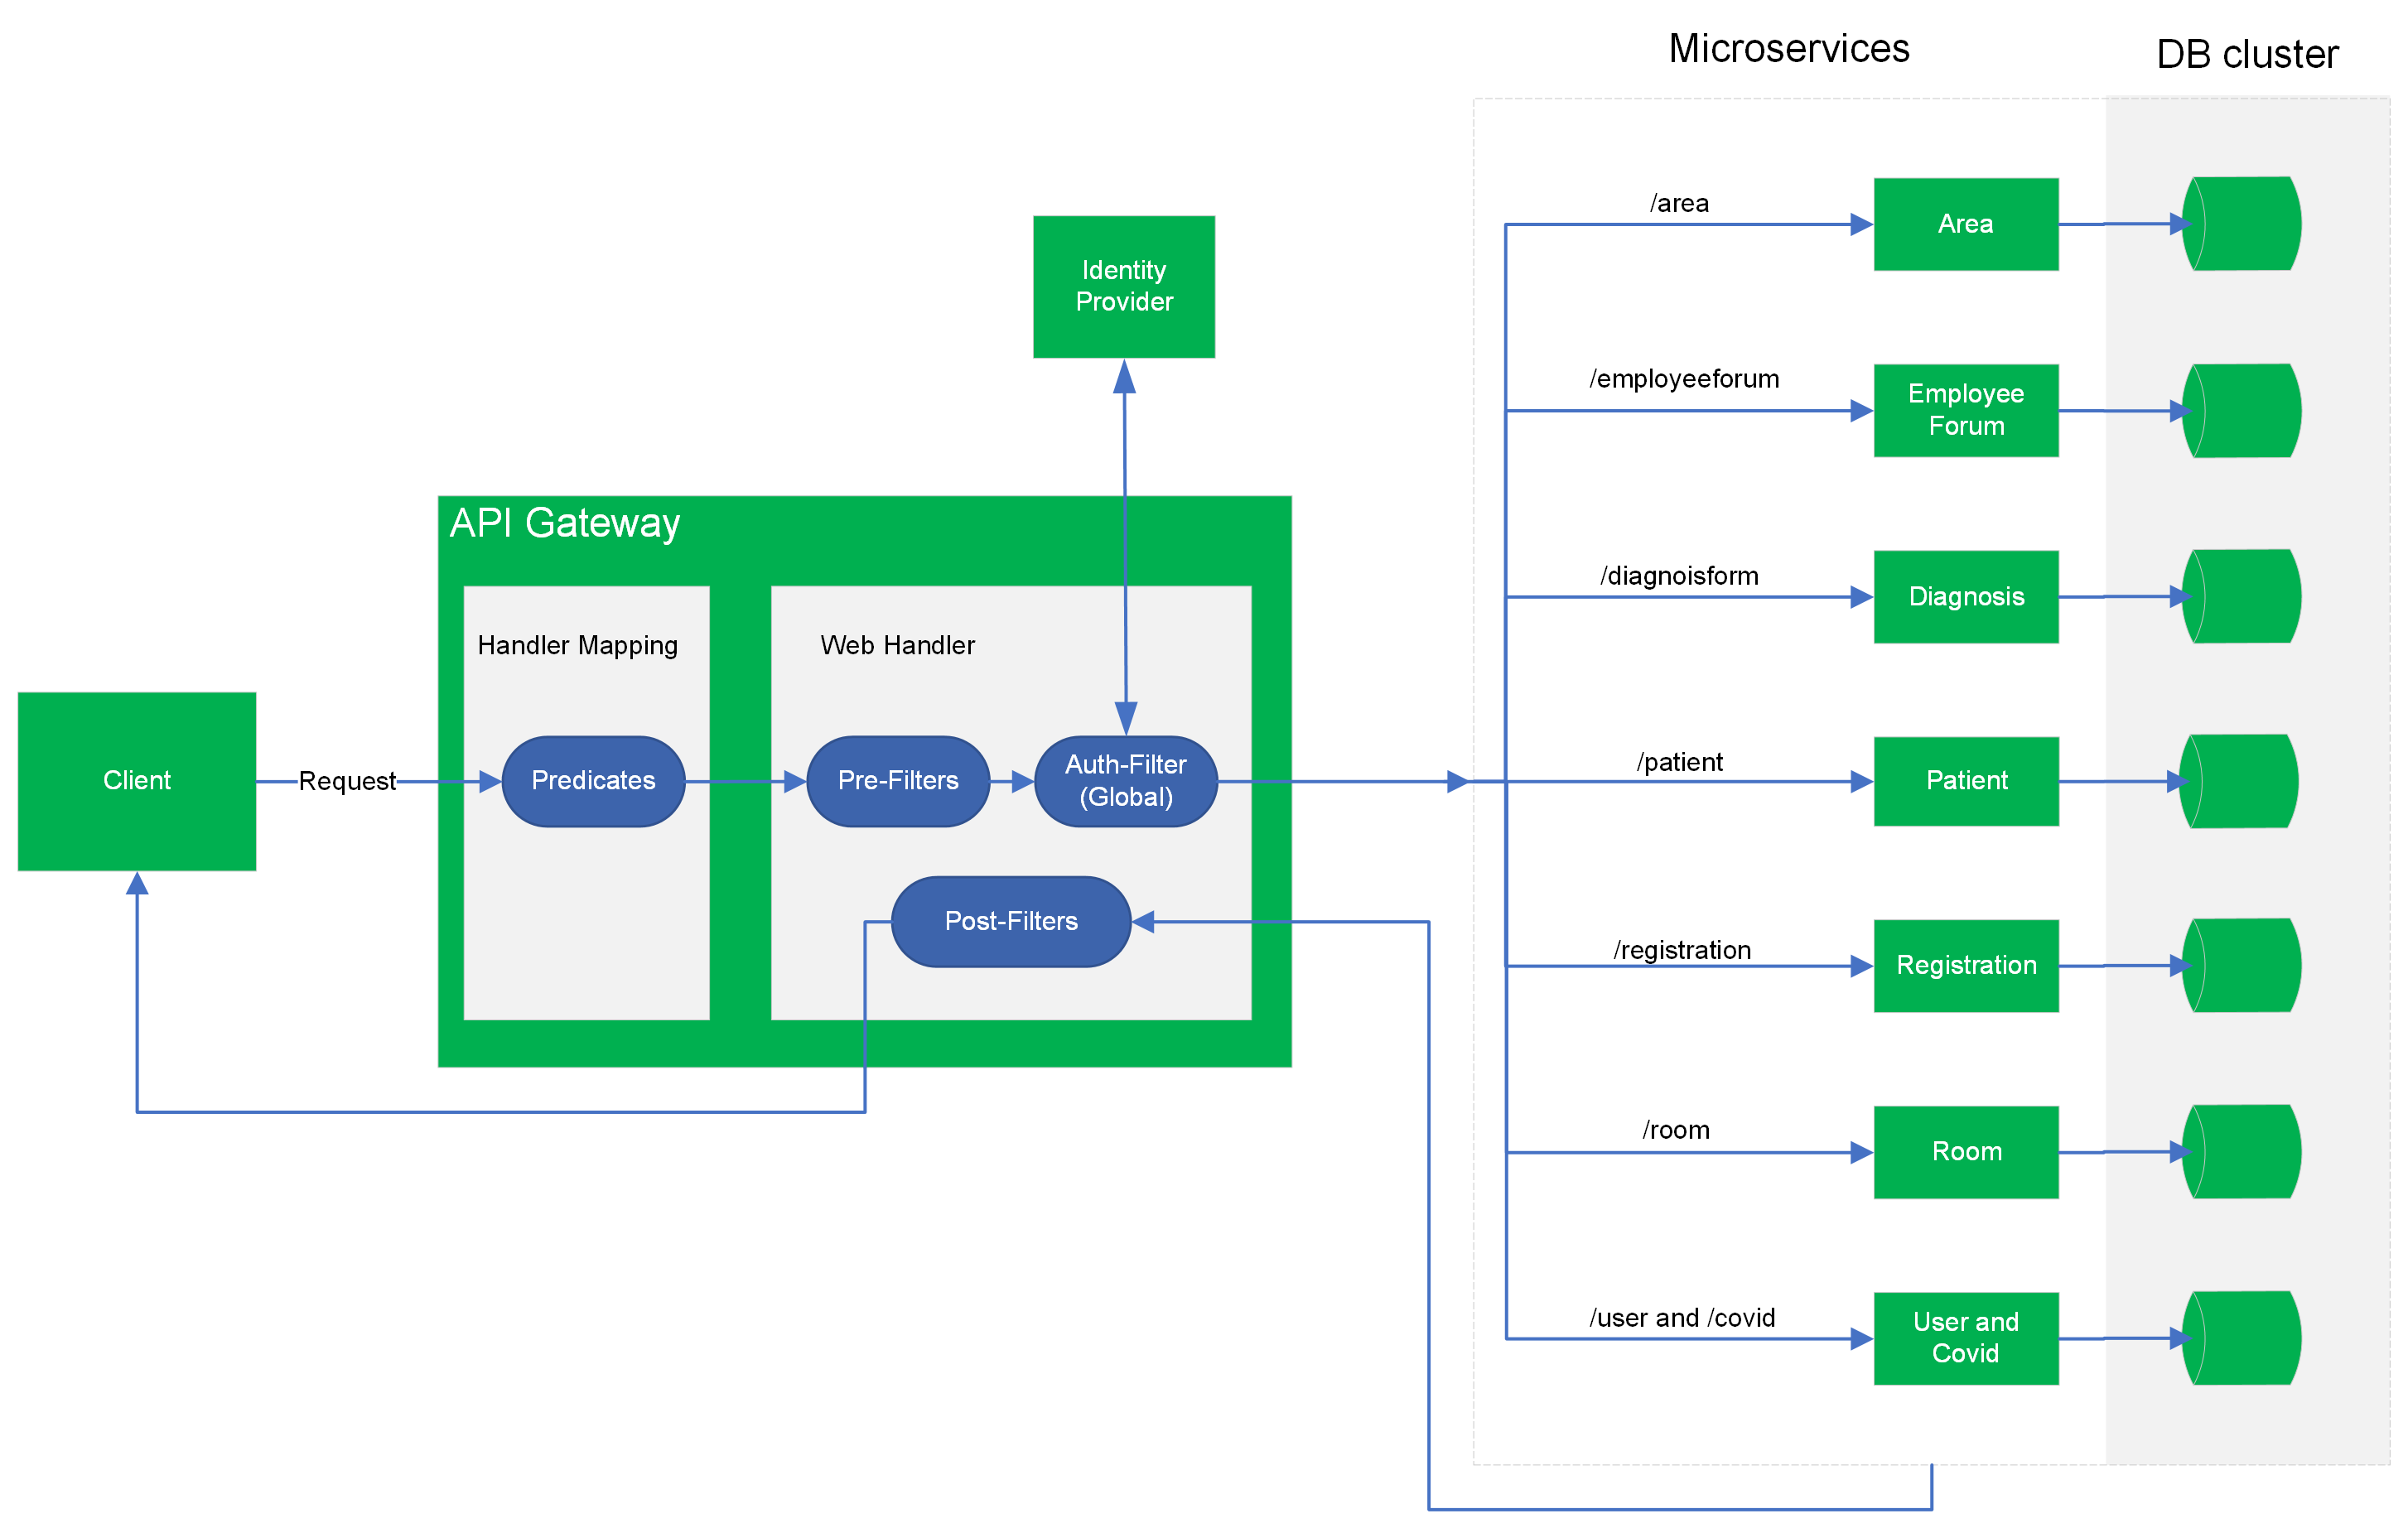 Microservices
DB cluster
/area
Area
Identity
Provider
/employeeforum
Employee
Forum
API Gateway
/diagnoisform
Diagnosis
Handler Mapping
Web Handler
Client
Request
Predicates
Pre-Filters
Auth-Filter
(Global)
/patient
Patient
Post-Filters
/registration
Registration
/room
Room
/user and /covid
User and
Covid